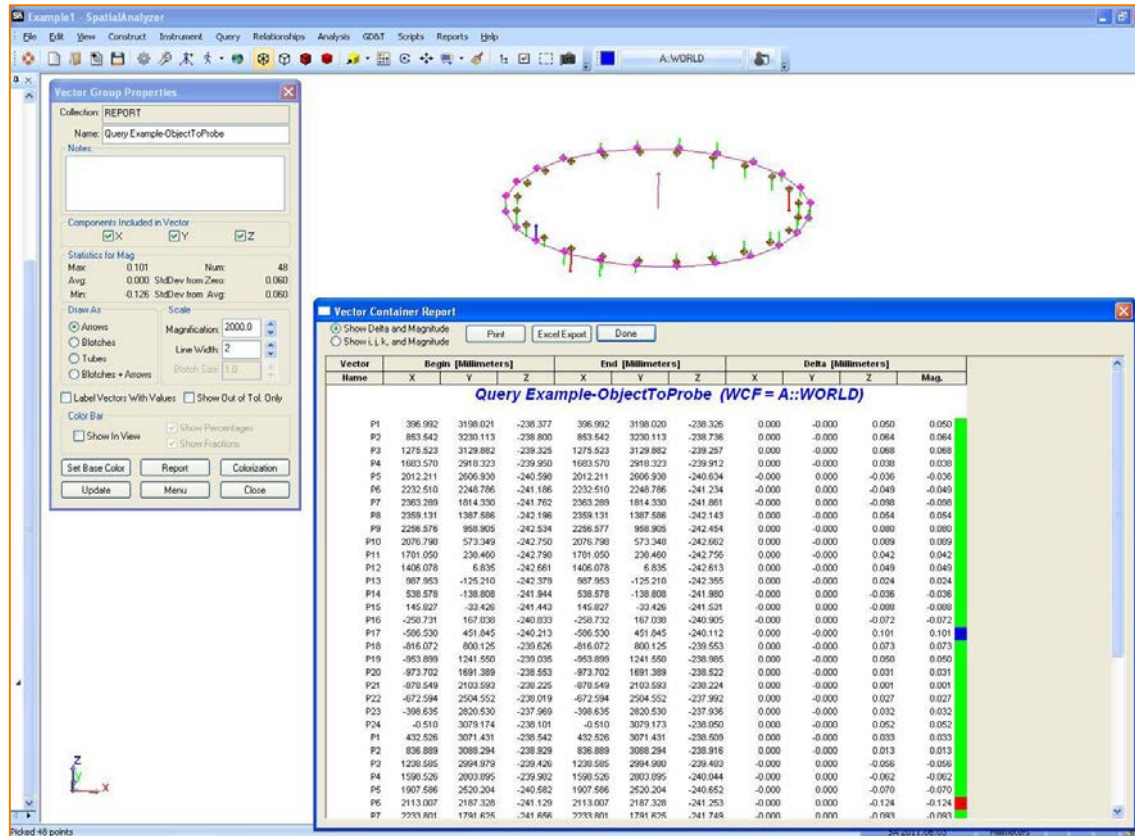 Example1 - SpatialAnalyzer
File Edit View Construct Instrument Query Relationships Analysis GD&T Scripts Reports Help
A::WORLD
Vector Group Properties
Collection: REPORT
Name: Query Example-ObjectToProbe
Notes:
Components Included in Vector
X Y Z
Statistics for Mag
Max: 0.101 Num: 48
Avg: 0.000 StdDev from Zero: 0.060
Min: -0.126 StdDev from Avg: 0.060
Draw As
Arrows
Blotches
Tubes
Blotches + Arrows
Scale
Magnification: 2000.0
Line Width: 2
Blotch Size: 1.0
Label Vectors With Values Show Out of Tol. Only
Color Bar
Show In View
Show Percentages
Show Fractions
Set Base Color Report Colorization
Update Menu Close
Vector Container Report
Show Delta and Magnitude
Show i, j, k, and Magnitude
Print Excel Export Done
Vector Begin [Millimeters] End [Millimeters] Delta [Millimeters]
Name X Y Z X Y Z X Y Z Mag.
Query Example-ObjectToProbe (WCF = A::WORLD)
P1 396.992 3198.021 -238.377 396.992 3198.020 -238.326 0.000 -0.000 0.050 0.050
P2 853.542 3230.113 -238.800 853.542 3230.113 -238.736 0.000 -0.000 0.064 0.064
P3 1275.523 3129.882 -239.325 1275.523 3129.882 -239.257 0.000 -0.000 0.068 0.068
P4 1683.570 2918.323 -239.950 1683.570 2918.323 -239.912 0.000 -0.000 0.038 0.038
P5 2012.211 2606.938 -240.598 2012.211 2606.938 -240.634 -0.000 0.000 -0.036 -0.036
P6 2232.510 2248.786 -241.186 2232.510 2248.786 -241.234 -0.000 0.000 -0.049 -0.049
P7 2363.289 1814.330 -241.762 2363.289 1814.330 -241.861 -0.000 0.000 -0.098 -0.098
P8 2359.131 1387.586 -242.196 2359.131 1387.586 -242.143 0.000 -0.000 0.054 0.054
P9 2256.576 958.905 -242.534 2256.577 958.905 -242.454 0.000 -0.000 0.080 0.080
P10 2076.798 573.349 -242.750 2076.798 573.348 -242.662 0.000 -0.000 0.089 0.089
P11 1781.050 238.460 -242.798 1781.050 238.460 -242.756 0.000 -0.000 0.042 0.042
P12 1406.078 6.835 -242.661 1406.078 6.835 -242.613 0.000 -0.000 0.049 0.049
P13 987.953 -125.210 -242.379 987.953 -125.210 -242.355 0.000 -0.000 0.024 0.024
P14 538.578 -138.808 -241.944 538.578 -138.808 -241.980 -0.000 0.000 -0.036 -0.036
P15 145.827 -33.426 -241.443 145.827 -33.426 -241.531 -0.000 0.000 -0.088 -0.088
P16 -258.731 167.038 -240.833 -258.732 167.038 -240.905 -0.000 0.000 -0.072 -0.072
P17 -586.530 451.845 -240.213 -586.530 451.845 -240.112 0.000 -0.000 0.101 0.101
P18 -816.072 800.125 -239.626 -816.072 800.125 -239.553 0.000 -0.000 0.073 0.073
P19 -953.899 1241.550 -239.035 -953.899 1241.550 -238.985 0.000 -0.000 0.050 0.050
P20 -973.702 1691.389 -238.553 -973.702 1691.389 -238.522 0.000 -0.000 0.031 0.031
P21 -878.549 2103.593 -238.225 -878.549 2103.593 -238.224 0.000 -0.000 0.001 0.001
P22 -672.594 2504.552 -238.019 -672.594 2504.552 -237.992 0.000 -0.000 0.027 0.027
P23 -398.635 2820.530 -237.969 -398.635 2820.530 -237.936 0.000 -0.000 0.032 0.032
P24 -0.510 3079.174 -238.101 -0.510 3079.173 -238.050 0.000 -0.000 0.052 0.052
P1 432.526 3071.431 -238.542 432.526 3071.431 -238.509 0.000 -0.000 0.033 0.033
P2 836.889 3088.294 -238.929 836.889 3088.294 -238.916 0.000 -0.000 0.013 0.013
P3 1238.585 2994.979 -239.426 1238.585 2994.980 -239.483 -0.000 0.000 -0.056 -0.056
P4 1598.526 2803.895 -239.982 1598.526 2803.895 -240.044 -0.000 0.000 -0.062 -0.062
P5 1907.586 2520.204 -240.582 1907.586 2520.204 -240.652 -0.000 0.000 -0.070 -0.070
P6 2113.007 2187.328 -241.129 2113.007 2187.328 -241.253 -0.000 0.000 -0.124 -0.124
P7 2233.801 1791.625 -241.656 2233.801 1791.625 -241.749 -0.000 0.000 -0.093 -0.093
Z
Y
X
Picked 48 points
SA 2011.06.03 Millimeters